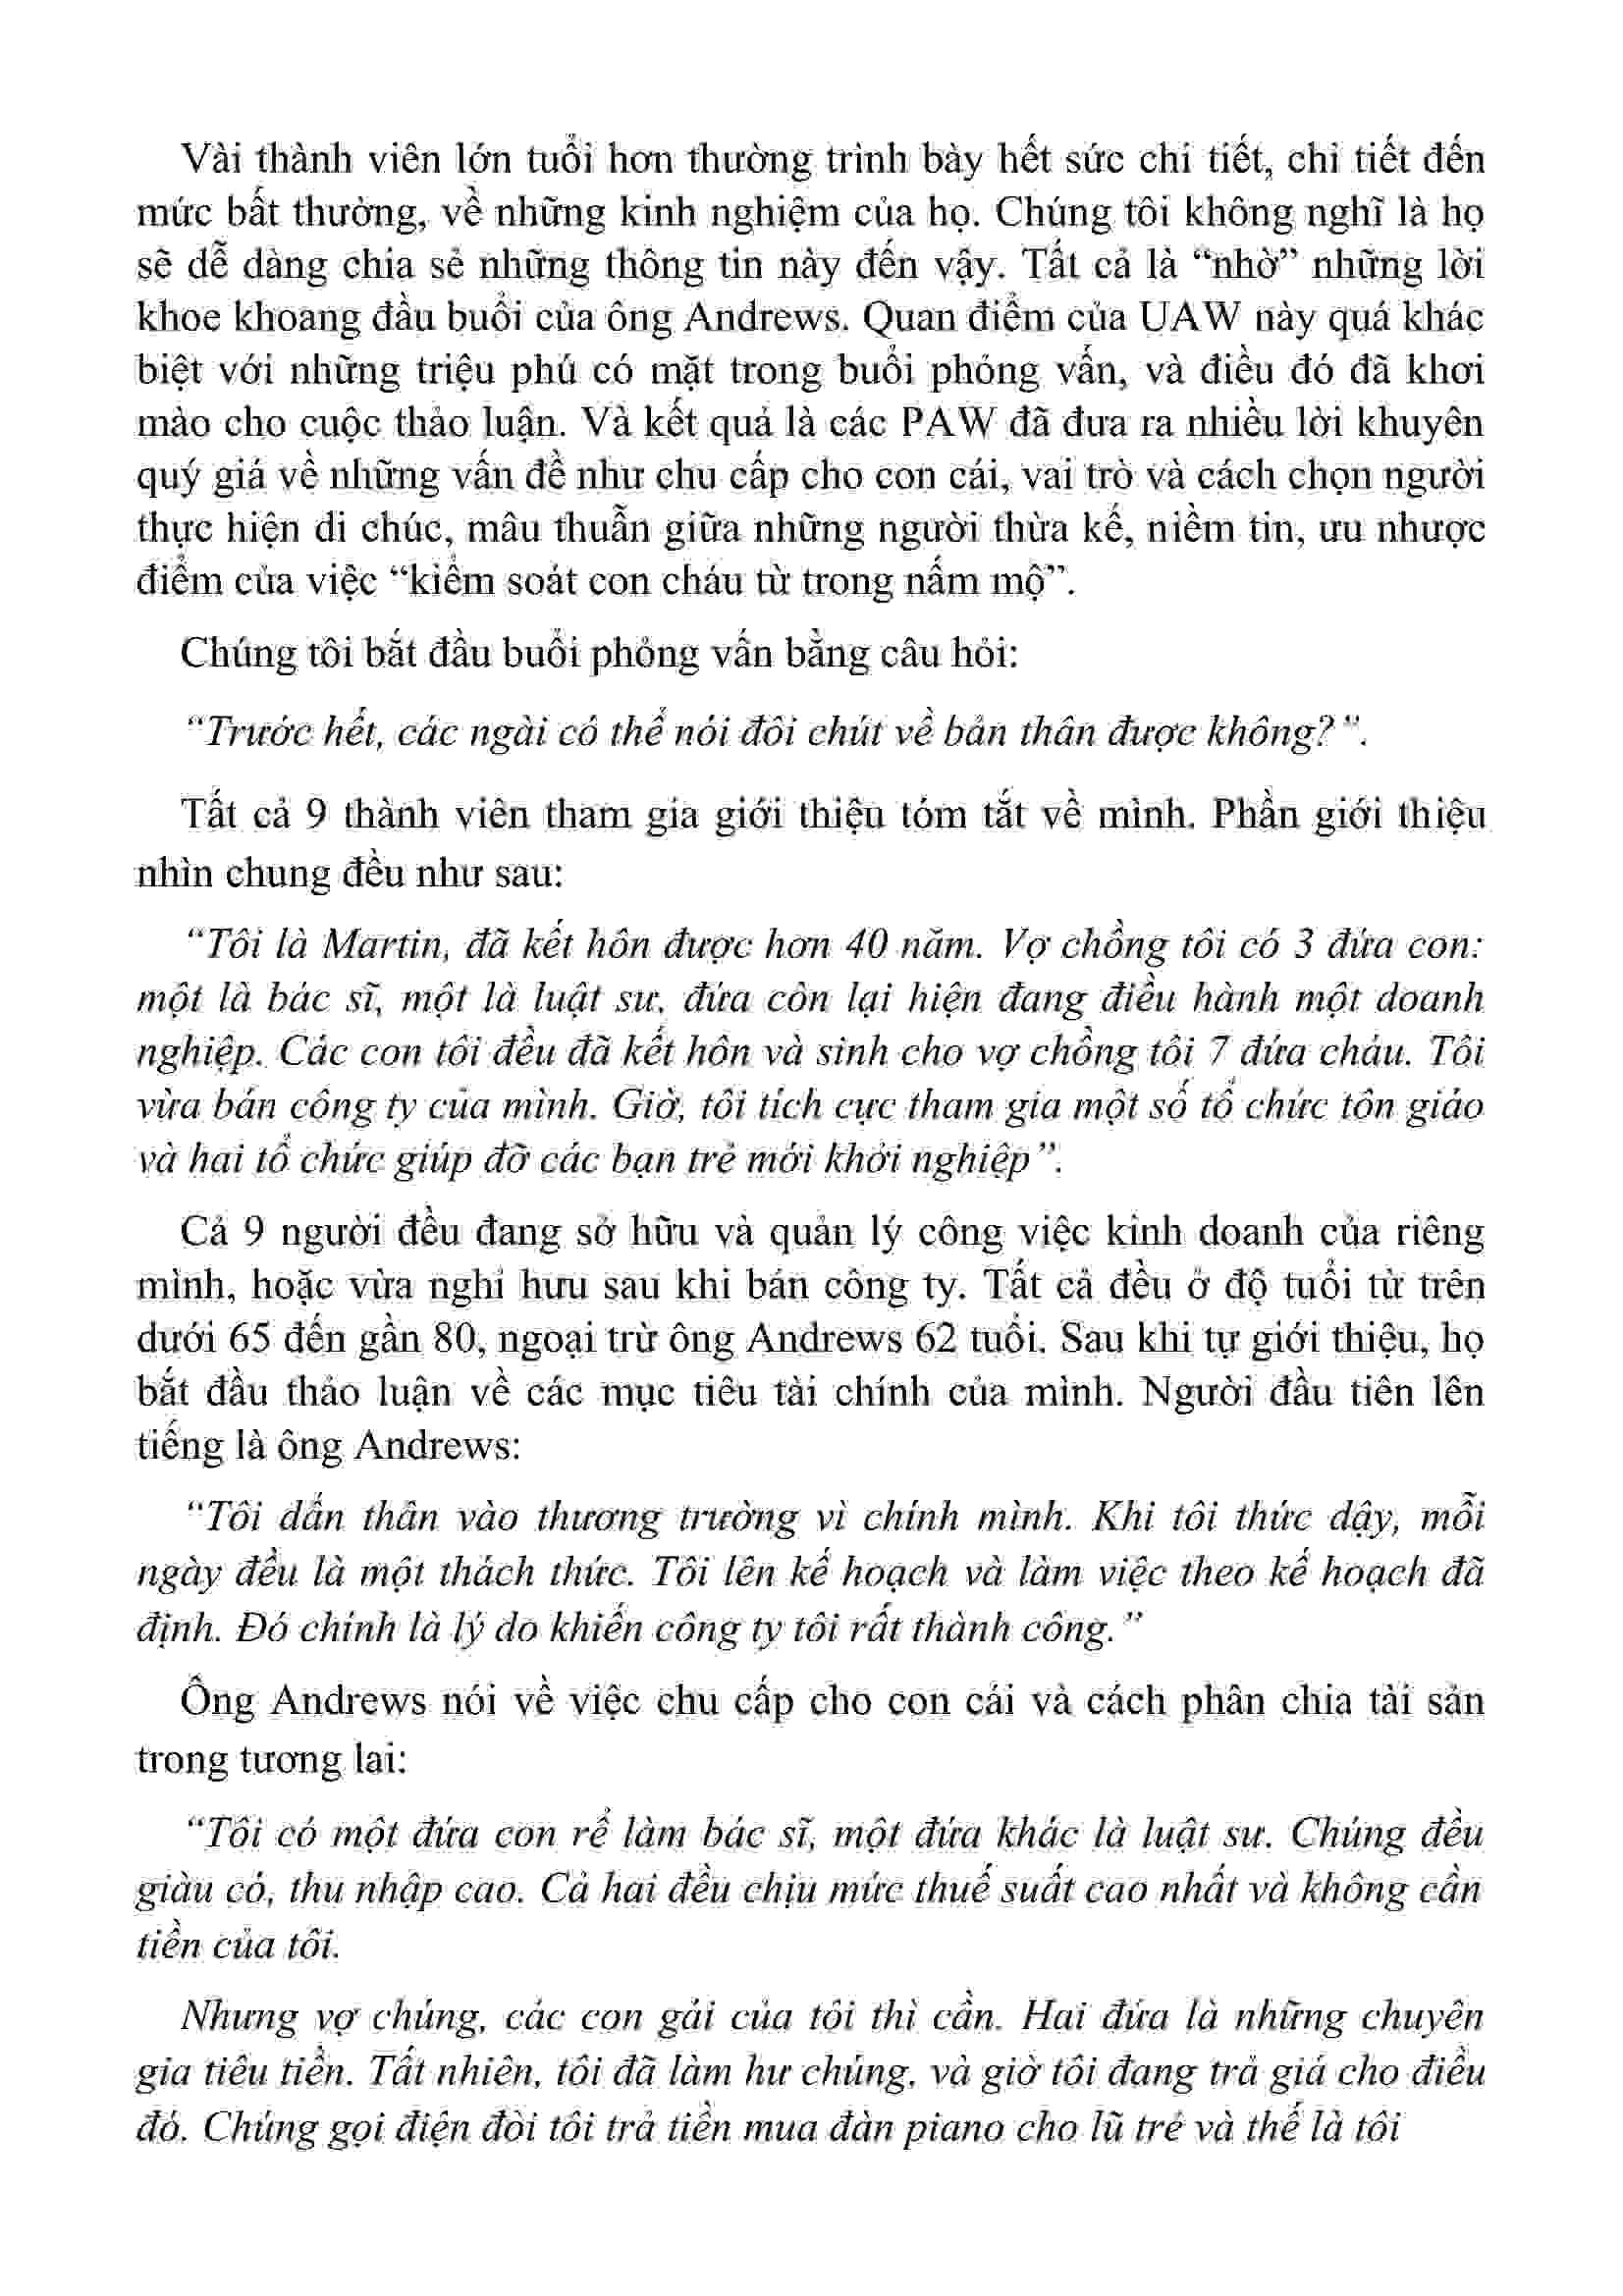 Vài thành viên lớn tuổi hơn thường trình bày hết sức chi tiết, chi tiết đến
mức bất thường, về những kinh nghiệm của họ. Chúng tôi không nghĩ là họ
sẽ dễ dàng chia sẻ những thông tin này đến vậy. Tất cả là “nhờ” những lời
khoe khoang đầu buổi của ông Andrews. Quan điểm của UAW này quá khác
biệt với những triệu phú có mặt trong buổi phỏng vấn, và điều đó đã khơi
mào cho cuộc thảo luận. Và kết quả là các PAW đã đưa ra nhiều lời khuyên
quý giá về những vấn đề như chu cấp cho con cái, vai trò và cách chọn người
thực hiện di chúc, mâu thuẫn giữa những người thừa kế, niềm tin, ưu nhược
điểm của việc “kiểm soát con cháu từ trong nấm mộ”.
Chúng tôi bắt đầu buổi phỏng vấn bằng câu hỏi:
“Trước hết, các ngài có thể nói đôi chút về bản thân được không?”.
Tất cả 9 thành viên tham gia giới thiệu tóm tắt về mình. Phần giới thiệu
nhìn chung đều như sau:
“Tôi là Martin, đã kết hôn được hơn 40 năm. Vợ chồng tôi có 3 đứa con:
một là bác sĩ, một là luật sư, đứa còn lại hiện đang điều hành một doanh
nghiệp. Các con tôi đều đã kết hôn và sinh cho vợ chồng tôi 7 đứa cháu. Tôi
vừa bán công ty của mình. Giờ, tôi tích cực tham gia một số tổ chức tôn giáo
và hai tổ chức giúp đỡ các bạn trẻ mới khởi nghiệp”.
Cả 9 người đều đang sở hữu và quản lý công việc kinh doanh của riêng
mình, hoặc vừa nghỉ hưu sau khi bán công ty. Tất cả đều ở độ tuổi từ trên
dưới 65 đến gần 80, ngoại trừ ông Andrews 62 tuổi. Sau khi tự giới thiệu, họ
bắt đầu thảo luận về các mục tiêu tài chính của mình. Người đầu tiên lên
tiếng là ông Andrews:
“Tôi dấn thân vào thương trường vì chính mình. Khi tôi thức dậy, mỗi
ngày đều là một thách thức. Tôi lên kế hoạch và làm việc theo kế hoạch đã
định. Đó chính là lý do khiến công ty tôi rất thành công.”
Ông Andrews nói về việc chu cấp cho con cái và cách phân chia tài sản
trong tương lai:
“Tôi có một đứa con rể làm bác sĩ, một đứa khác là luật sư. Chúng đều
giàu có, thu nhập cao. Cả hai đều chịu mức thuế suất cao nhất và không cần
tiền của tôi.
Nhưng vợ chúng, các con gái của tôi thì cần. Hai đứa là những chuyên
gia tiêu tiền. Tất nhiên, tôi đã làm hư chúng, và giờ tôi đang trả giá cho điều
đó. Chúng gọi điện đòi tôi trả tiền mua đàn piano cho lũ trẻ và thế là tôi